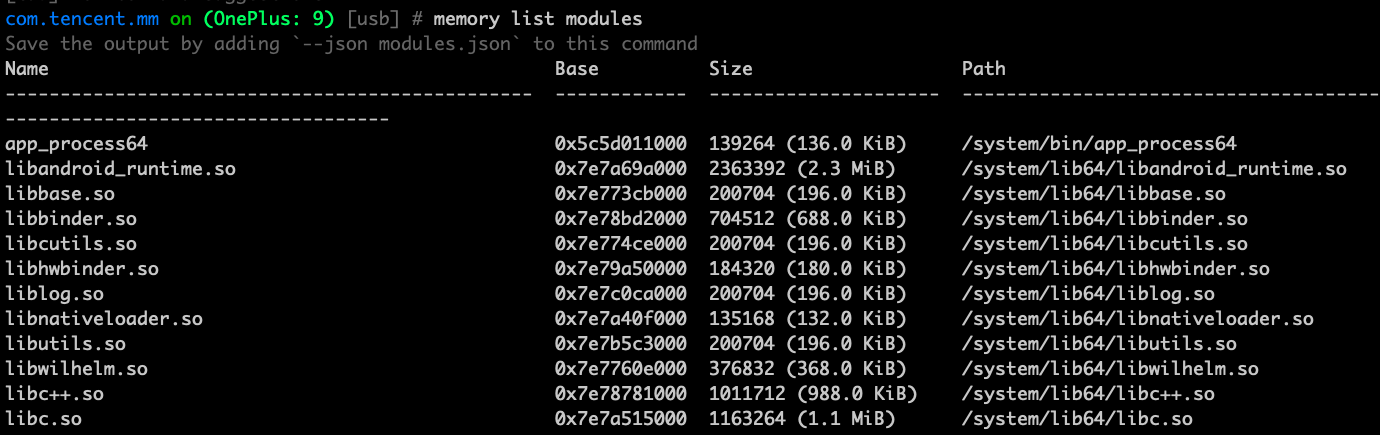 com.tencent.mm on (OnePlus: 9) [usb] # memory list modules
Save the output by adding `--json modules.json` to this command
Name                                              Base          Size                   Path
------------------------------------------------  ------------  ---------------------  --------------------------------------
-----------------------------------
app_process64                                     0x5c5d011000  139264 (136.0 KiB)     /system/bin/app_process64
libandroid_runtime.so                             0x7e7a69a000  2363392 (2.3 MiB)      /system/lib64/libandroid_runtime.so
libbase.so                                        0x7e773cb000  200704 (196.0 KiB)     /system/lib64/libbase.so
libbinder.so                                      0x7e78bd2000  704512 (688.0 KiB)     /system/lib64/libbinder.so
libcutils.so                                      0x7e774ce000  200704 (196.0 KiB)     /system/lib64/libcutils.so
libhwbinder.so                                    0x7e79a50000  184320 (180.0 KiB)     /system/lib64/libhwbinder.so
liblog.so                                         0x7e7c0ca000  200704 (196.0 KiB)     /system/lib64/liblog.so
libnativeloader.so                                0x7e7a40f000  135168 (132.0 KiB)     /system/lib64/libnativeloader.so
libutils.so                                       0x7e7b5c3000  200704 (196.0 KiB)     /system/lib64/libutils.so
libwilhelm.so                                     0x7e7760e000  376832 (368.0 KiB)     /system/lib64/libwilhelm.so
libc++.so                                         0x7e78781000  1011712 (988.0 KiB)    /system/lib64/libc++.so
libc.so                                           0x7e7a515000  1163264 (1.1 MiB)      /system/lib64/libc.so